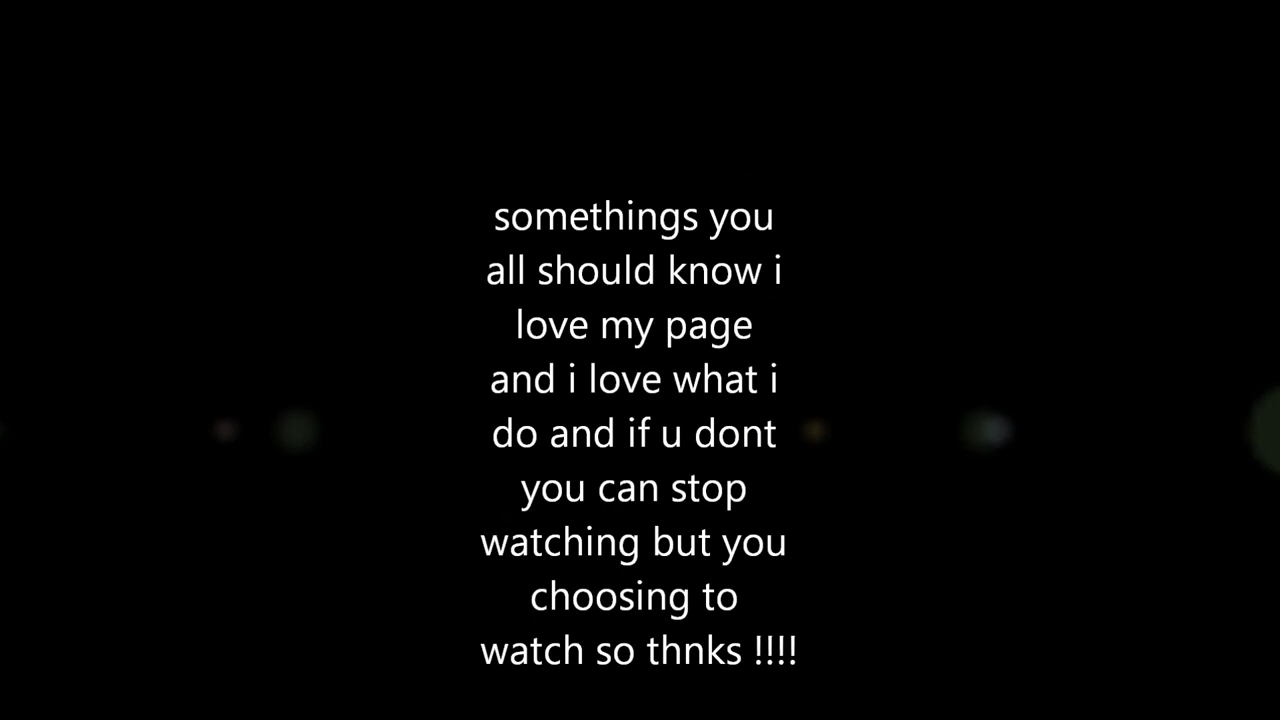 somethings you
all should know i
love my page
and i love what i
do and if u dont
you can stop
watching but you
choosing to
watch so thnks !!!!